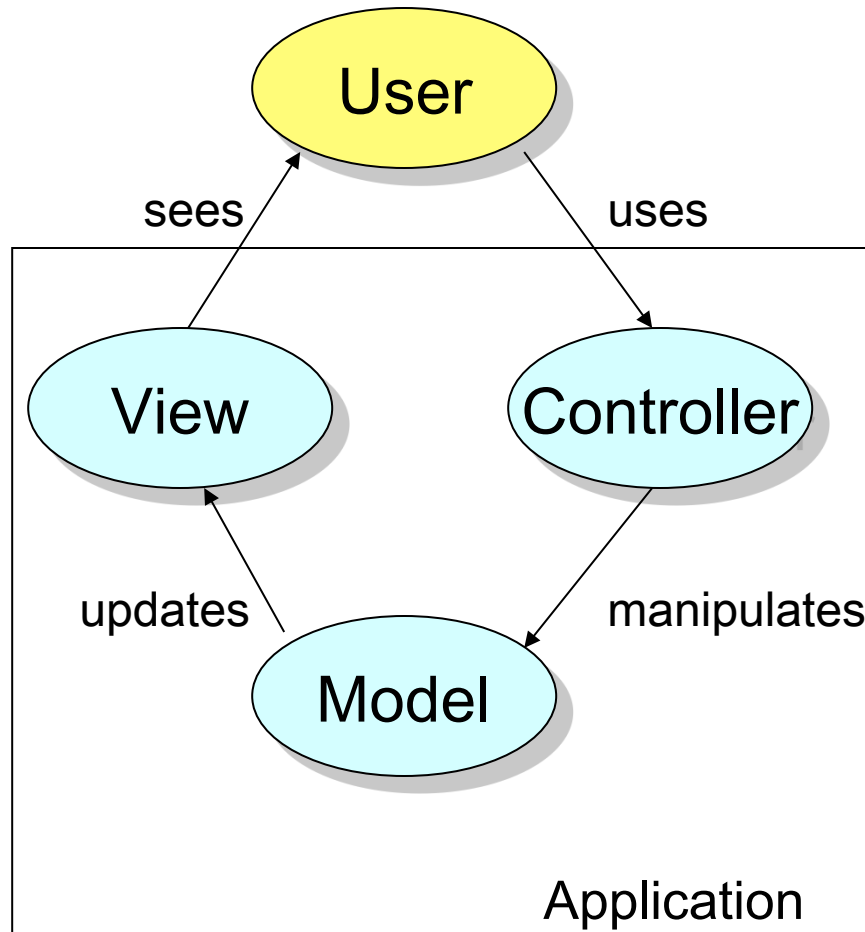 User
sees
uses
View
Controller
updates
manipulates
Model
Application